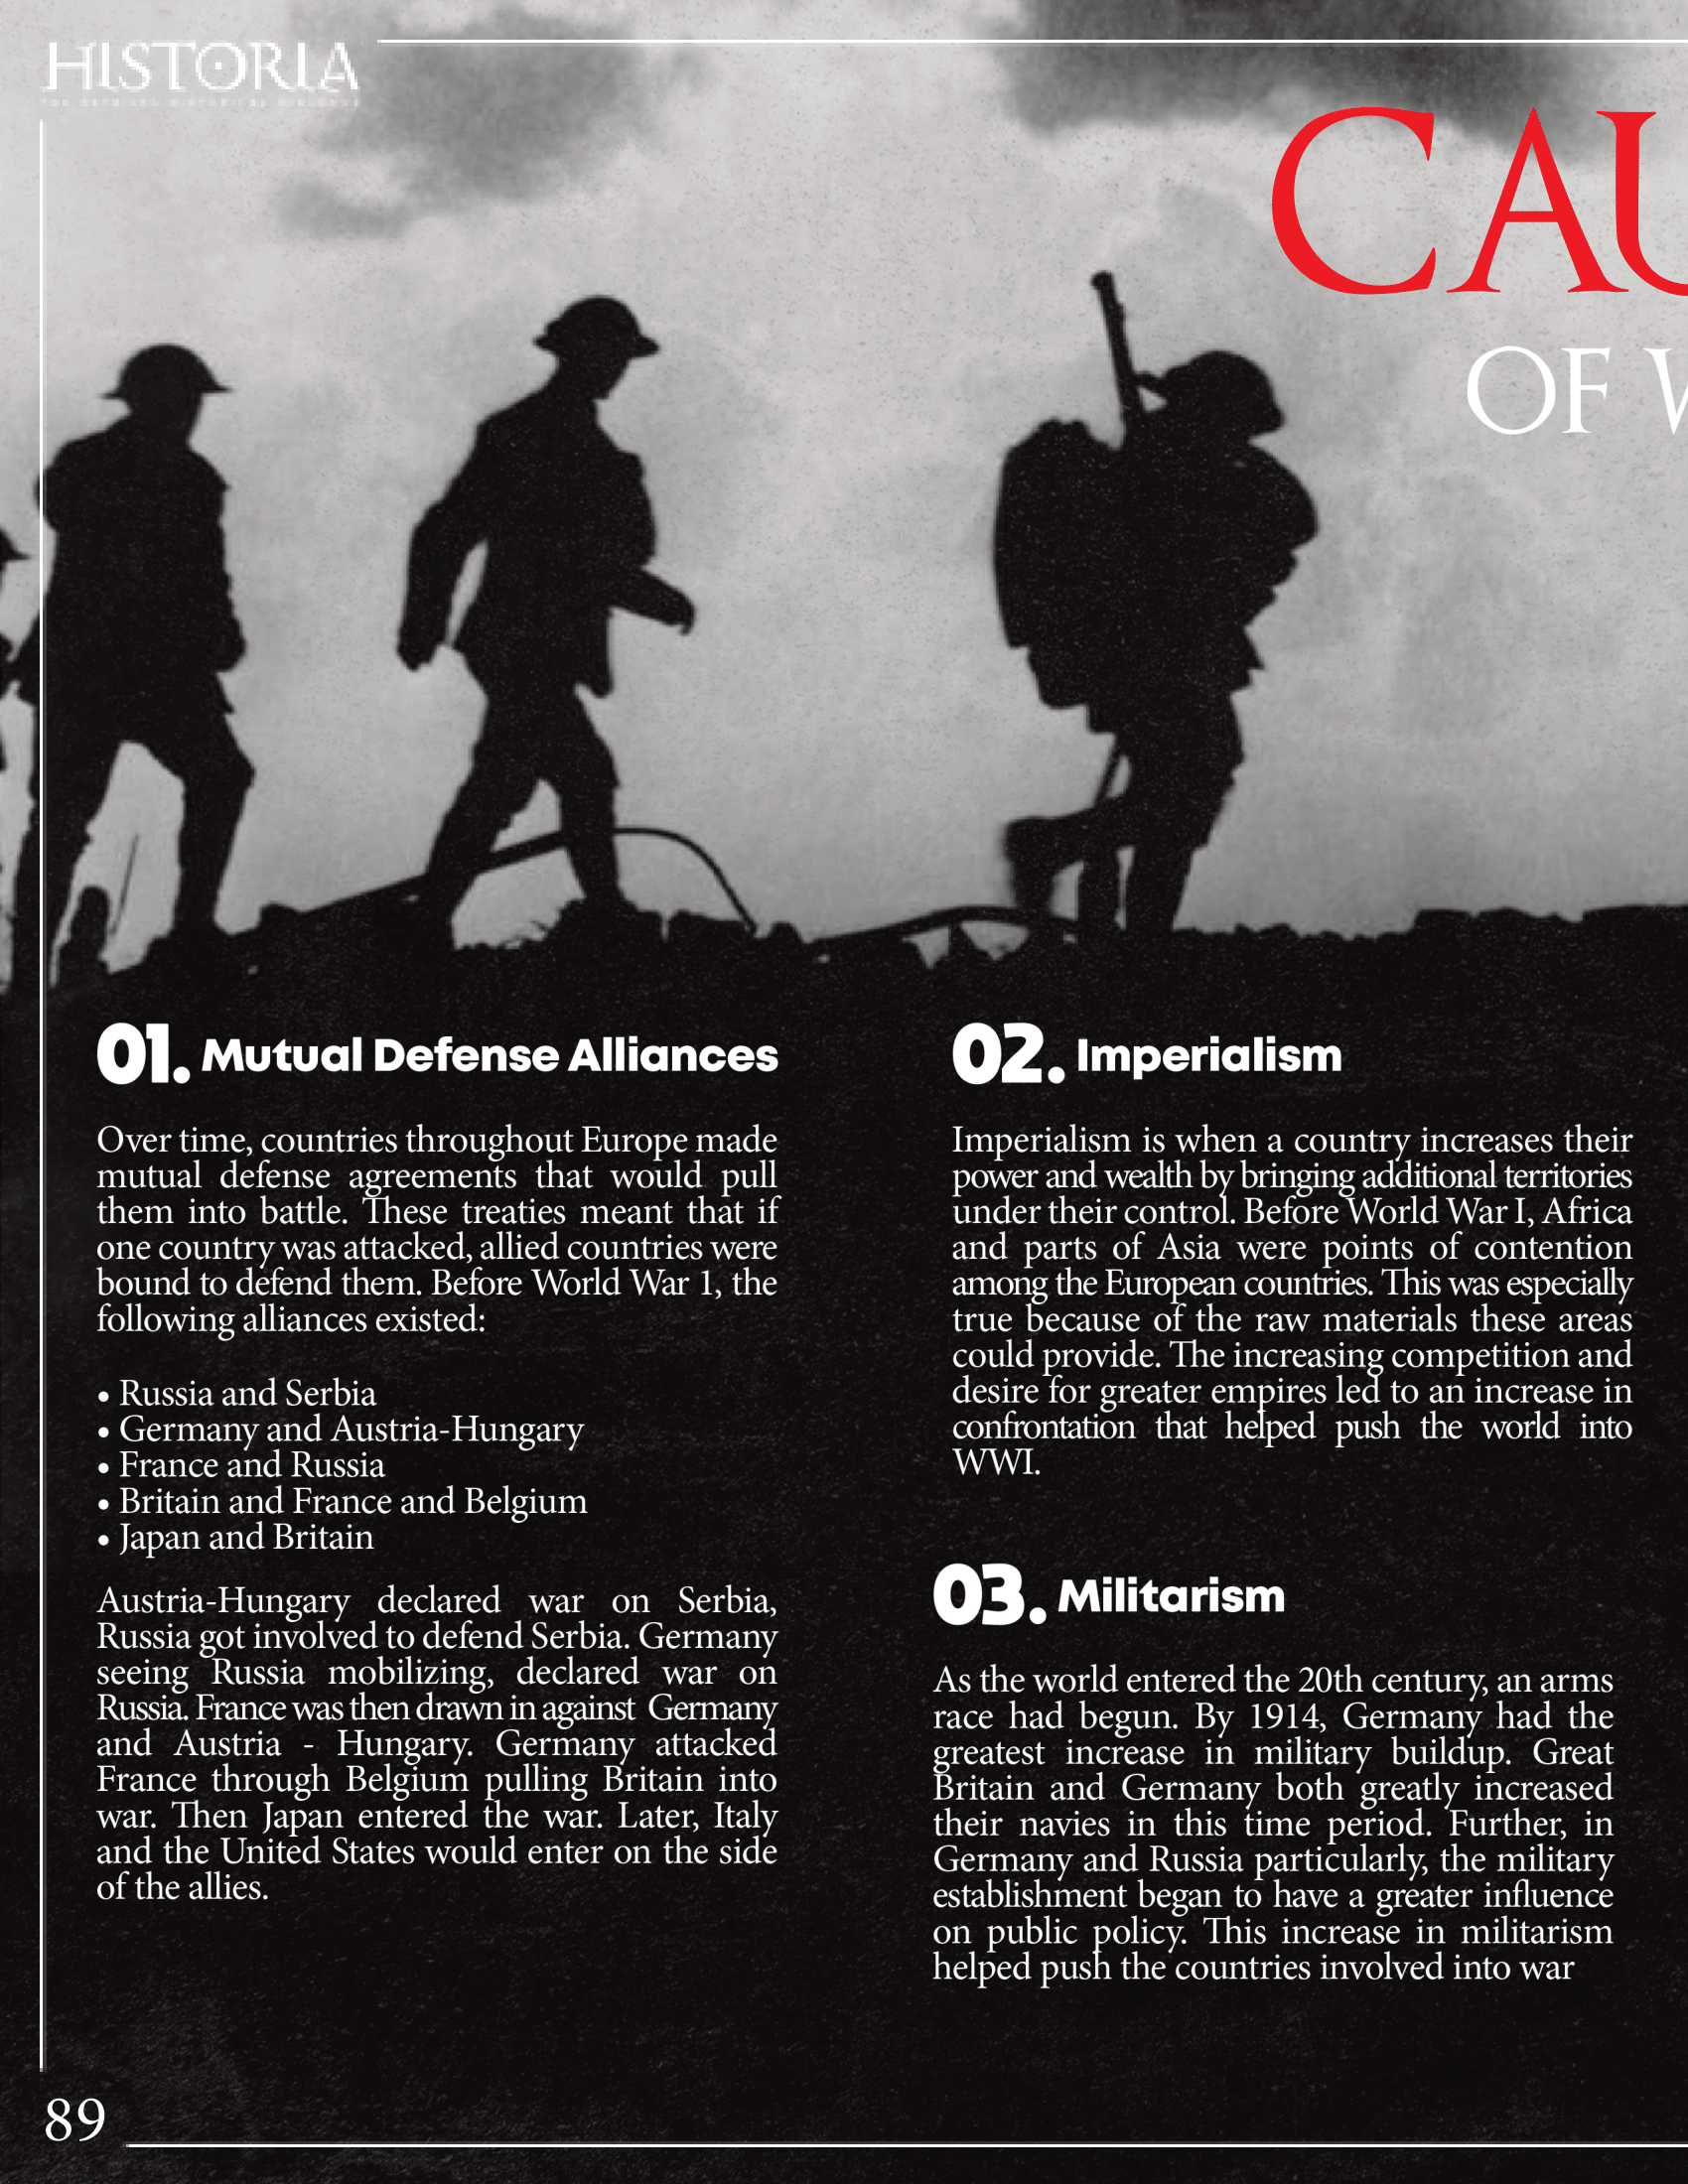 HISTORIA
CAU
OF W
01. Mutual Defense Alliances
Over time, countries throughout Europe made
mutual defense agreements that would pull
them into battle. These treaties meant that if
one country was attacked, allied countries were
bound to defend them. Before World War 1, the
following alliances existed:
• Russia and Serbia
• Germany and Austria-Hungary
• France and Russia
• Britain and France and Belgium
• Japan and Britain
Austria-Hungary declared war on Serbia,
Russia got involved to defend Serbia. Germany
seeing Russia mobilizing, declared war on
Russia. France was then drawn in against Germany
and Austria - Hungary. Germany attacked
France through Belgium pulling Britain into
war. Then Japan entered the war. Later, Italy
and the United States would enter on the side
of the allies.
02. Imperialism
Imperialism is when a country increases their
power and wealth by bringing additional territories
under their control. Before World War I, Africa
and parts of Asia were points of contention
among the European countries. This was especially
true because of the raw materials these areas
could provide. The increasing competition and
desire for greater empires led to an increase in
confrontation that helped push the world into
WWI.
03. Militarism
As the world entered the 20th century, an arms
race had begun. By 1914, Germany had the
greatest increase in military buildup. Great
Britain and Germany both greatly increased
their navies in this time period. Further, in
Germany and Russia particularly, the military
establishment began to have a greater influence
on public policy. This increase in militarism
helped push the countries involved into war
89